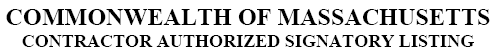 COMMONWEALTH OF MASSACHUSETTS
CONTRACTOR AUTHORIZED SIGNATORY LISTING